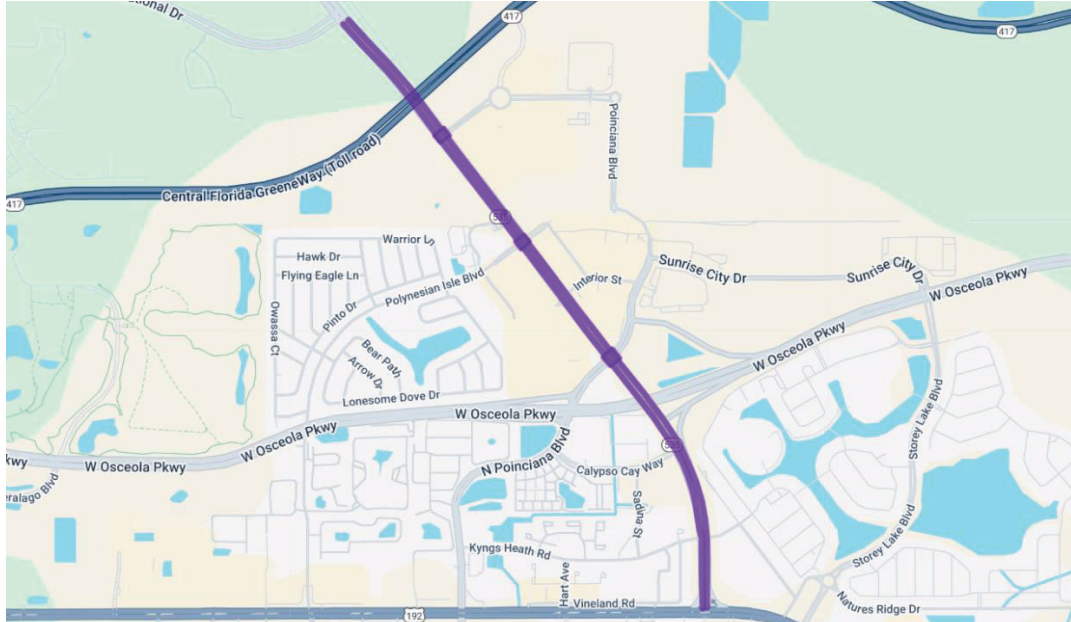 tional Dr
417
417
Poinciana Blvd
Central Florida GreeneWay (Toll road)
417
Warrior Ln
Hawk Dr
Flying Eagle Ln
Polynesian Isle Blvd
Pinto Dr
Owassa Ct
Interior St
Sunrise City Dr
Sunrise City Dr
W Osceola Pkwy
Bear Path
Arrow Dr
W Osceola Pkwy
Lonesome Dove Dr
W Osceola Pkwy
W Osceola Pkwy
W Osceola Pkwy
kwy
eralago Blvd
N Poinciana Blvd
Calypso Cay Way
Storey Lake Blvd
Kyngs Heath Rd
Hart Ave
Storey Lake Blvd
192
Vineland Rd
Natures Ridge Dr